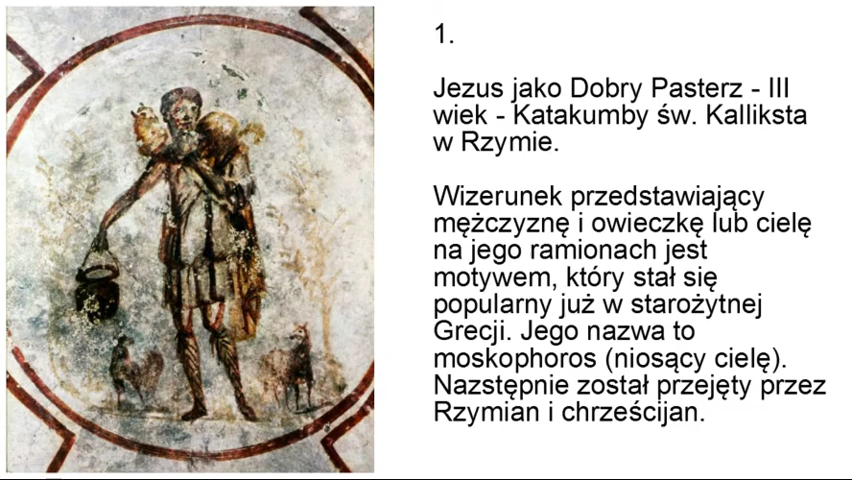 1.
Jezus jako Dobry Pasterz - III
wiek - Katakumby św. Kalliksta
w Rzymie.
Wizerunek przedstawiający
mężczyznę i owieczkę lub cielę
na jego ramionach jest
motywem, który stał się
popularny już w starożytnej
Grecji. Jego nazwa to
moskophoros (niosący cielę).
Nazstępnie został przejęty przez
Rzymian i chrześcijan.